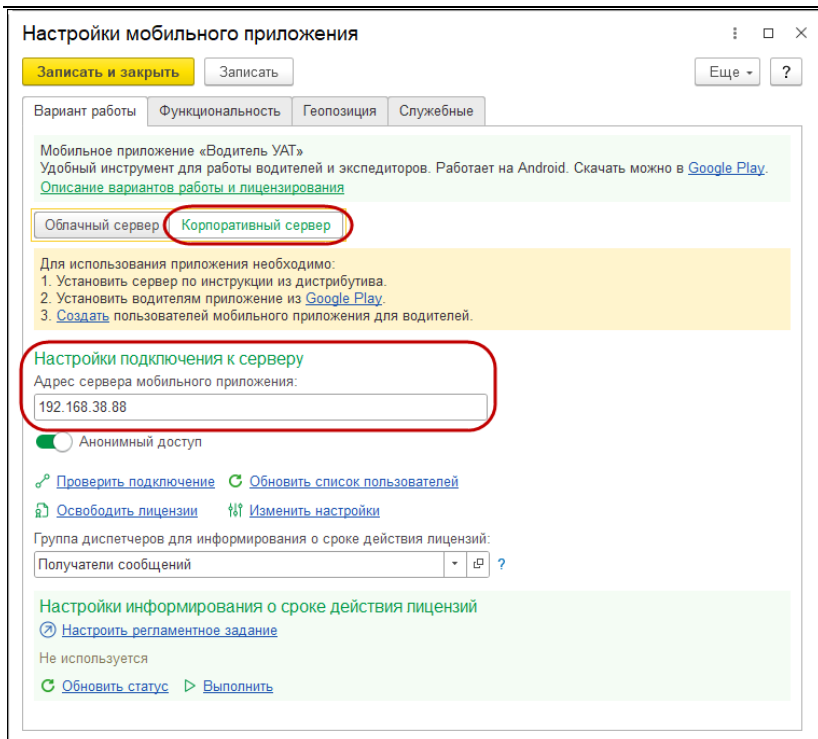 Настройки мобильного приложения
Записать и закрыть Записать Еще ?
Вариант работы Функциональность Геопозиция Служебные
Мобильное приложение «Водитель УАТ»
Удобный инструмент для работы водителей и экспедиторов. Работает на Android. Скачать можно в Google Play.
Описание вариантов работы и лицензирования
Облачный сервер Корпоративный сервер
Для использования приложения необходимо:
1. Установить сервер по инструкции из дистрибутива.
2. Установить водителям приложение из Google Play.
3. Создать пользователей мобильного приложения для водителей.
Настройки подключения к серверу
Адрес сервера мобильного приложения:
192.168.38.88
Анонимный доступ
Проверить подключение Обновить список пользователей
Освободить лицензии Изменить настройки
Группа диспетчеров для информирования о сроке действия лицензий:
Получатели сообщений ?
Настройки информирования о сроке действия лицензий
Настроить регламентное задание
Не используется
Обновить статус Выполнить